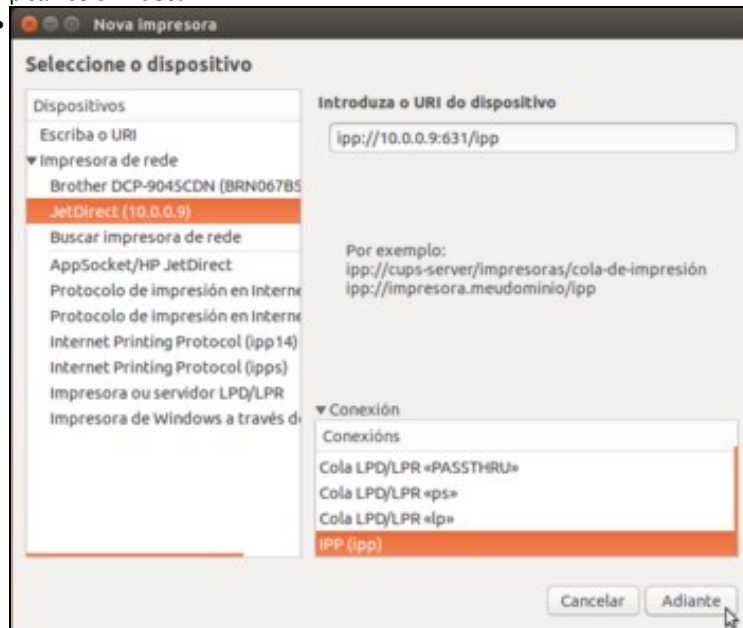 Nova impresora
Seleccione o dispositivo
Dispositivos
Escriba o URI
Impresora de rede
Brother DCP-9045CDN (BRN067B5
JetDirect (10.0.0.9)
Buscar impresora de rede
AppSocket/HP JetDirect
Protocolo de impresión en Interne
Protocolo de impresión en Interne
Internet Printing Protocol (ipp14)
Internet Printing Protocol (ipps)
Impresora ou servidor LPD/LPR
Impresora de Windows a través d
Introduza o URI do dispositivo
ipp://10.0.0.9:631/ipp
Por exemplo:
ipp://cups-server/impresoras/cola-de-impresión
ipp://impresora.meudominio/ipp
Conexión
Conexións
Cola LPD/LPR «PASSTHRU»
Cola LPD/LPR «ps»
Cola LPD/LPR «lp»
IPP (ipp)
Cancelar
Adiante